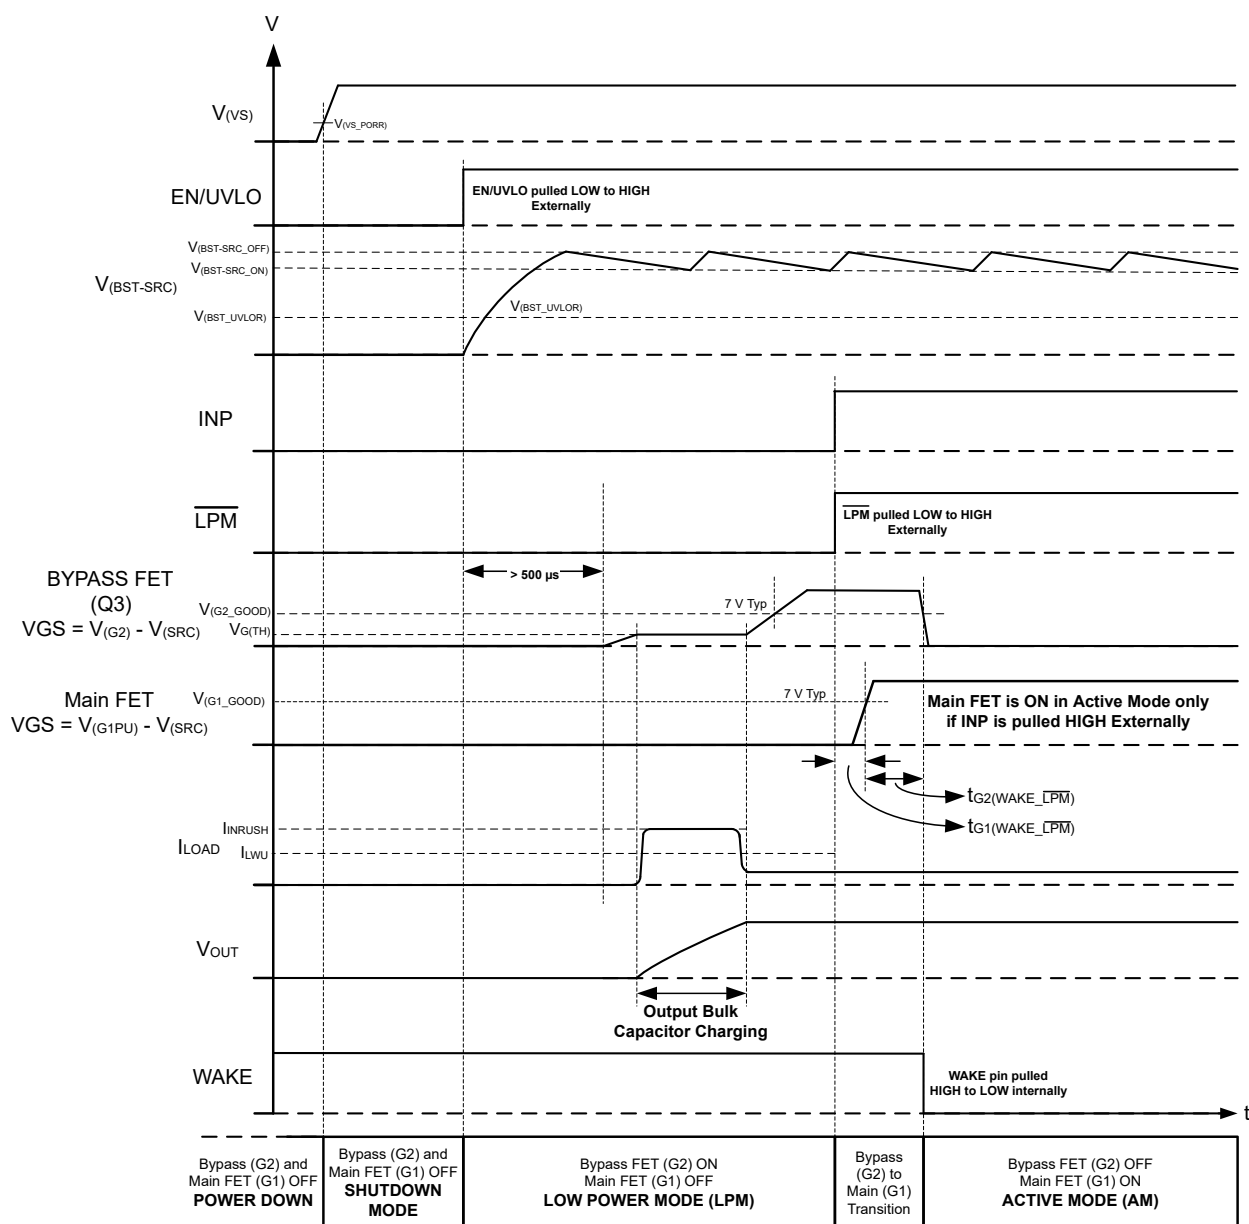 V
V(VS)
V(VS_PORR)
EN/UVLO
EN/UVLO pulled LOW to HIGH
Externally
V(BST-SRC_OFF)
V(BST-SRC_ON)
V(BST-SRC)
V(BST_UVLOR)
V(BST_UVLOR)
INP
LPM
LPM pulled LOW to HIGH
Externally
> 500 µs
BYPASS FET
(Q3)
VGS = V(G2) - V(SRC)
V(G2_GOOD)
VG(TH)
7 V Typ
Main FET
VGS = V(G1PU) - V(SRC)
V(G1_GOOD)
7 V Typ
Main FET is ON in Active Mode only
if INP is pulled HIGH Externally
tG2(WAKE_LPM)
tG1(WAKE_LPM)
IINRUSH
ILOAD
ILWU
VOUT
Output Bulk
Capacitor Charging
WAKE
WAKE pin pulled
HIGH to LOW internally
t
Bypass (G2) and
Main FET (G1) OFF
POWER DOWN
Bypass (G2) and
Main FET (G1) OFF
SHUTDOWN
MODE
Bypass FET (G2) ON
Main FET (G1) OFF
LOW POWER MODE (LPM)
Bypass
(G2) to
Main (G1)
Transition
Bypass FET (G2) OFF
Main FET (G1) ON
ACTIVE MODE (AM)